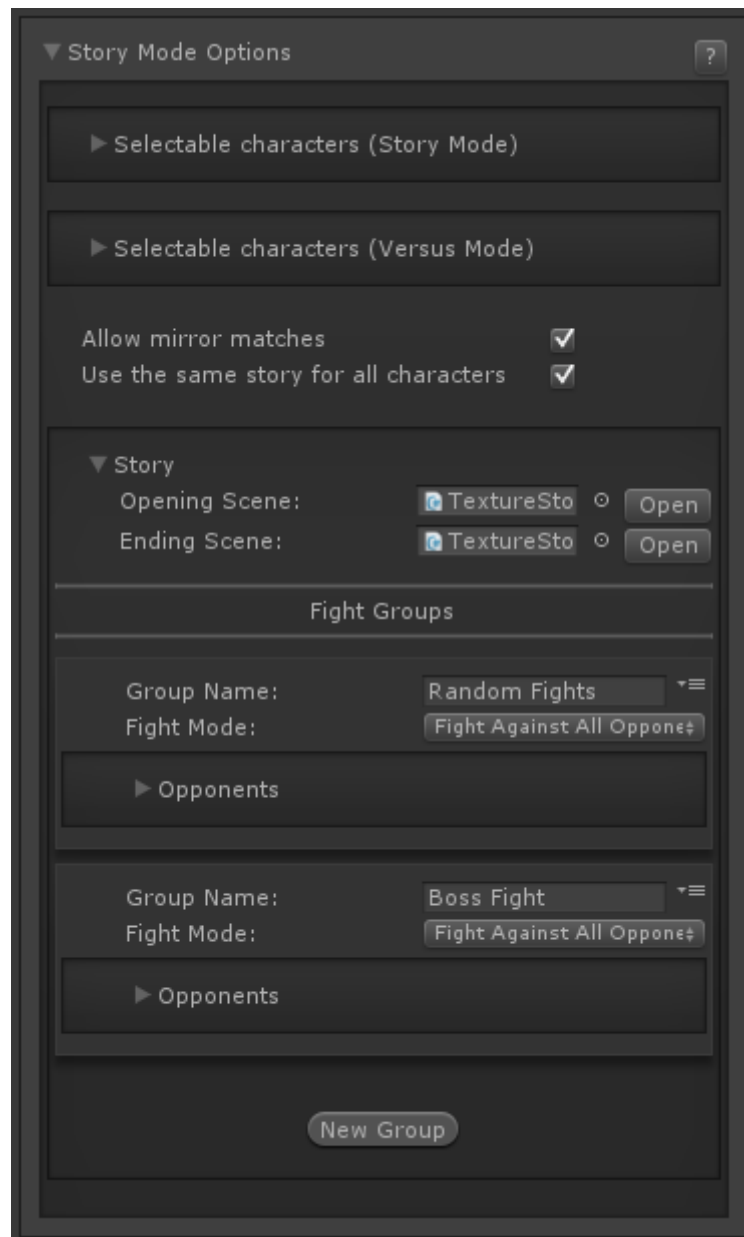 Story Mode Options
?
Selectable characters (Story Mode)
Selectable characters (Versus Mode)
Allow mirror matches
Use the same story for all characters
Story
Opening Scene: TextureSto Open
Ending Scene: TextureSto Open
Fight Groups
Group Name: Random Fights
Fight Mode: Fight Against All Oppone
Opponents
Group Name: Boss Fight
Fight Mode: Fight Against All Oppone
Opponents
New Group